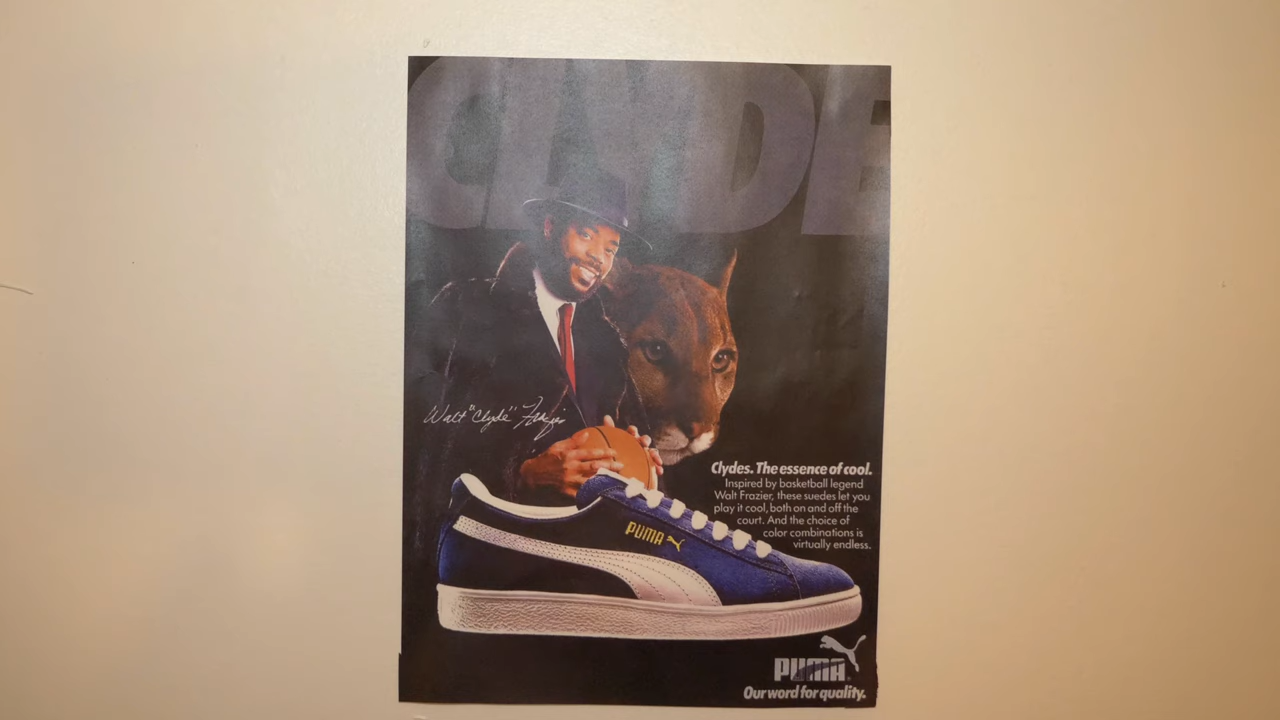 CLYDE
Walt "Clyde" Frazier
Clydes. The essence of cool.
Inspired by basketball legend
Walt Frazier, these suedes let you
play it cool, both on and off the
court. And the choice of
color combinations is
virtually endless.
PUMA
PUMA
Our word for quality.